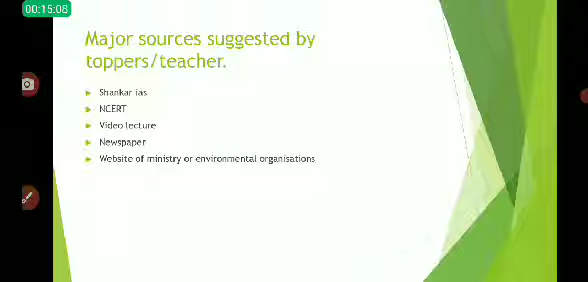 00:15:08
Major sources suggested by
toppers/teacher.
Shankar ias
NCERT
Video lecture
Newspaper
Website of ministry or environmental organisations